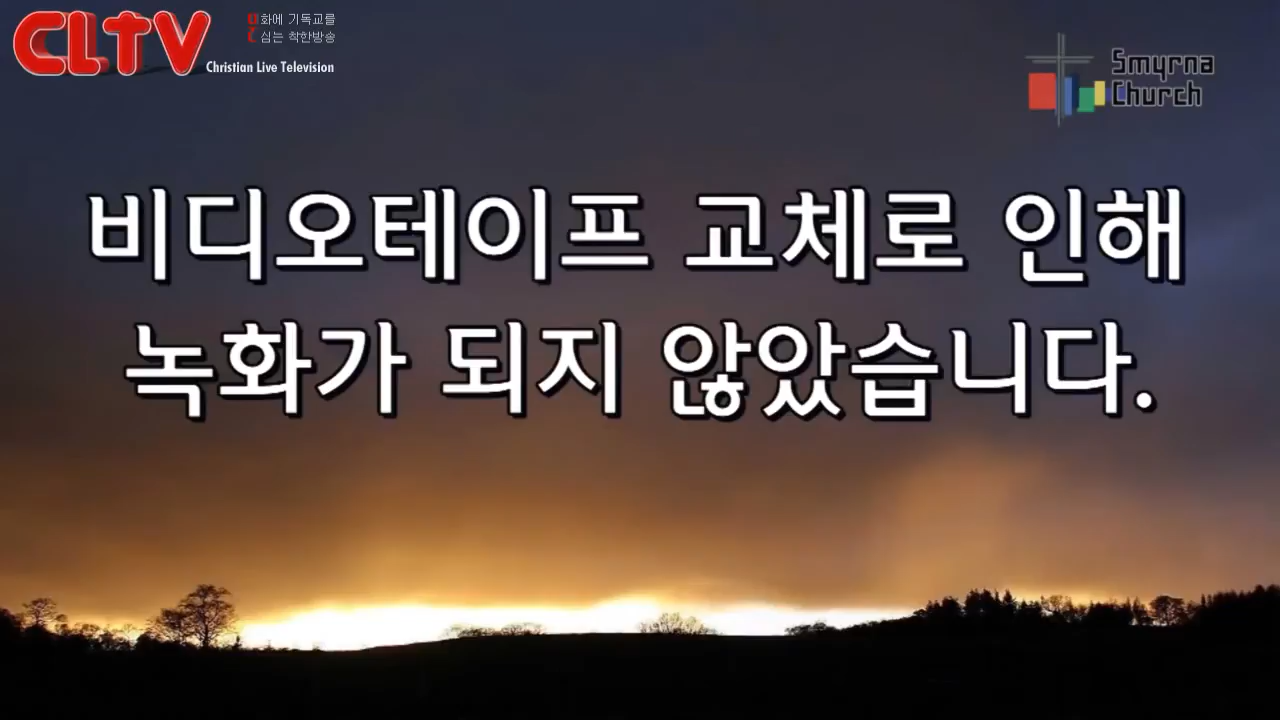 CLTV
화에 기독교를
심는 착한방송
Christian Live Television
Smyrna
Church
비디오테이프 교체로 인해
녹화가 되지 않았습니다.